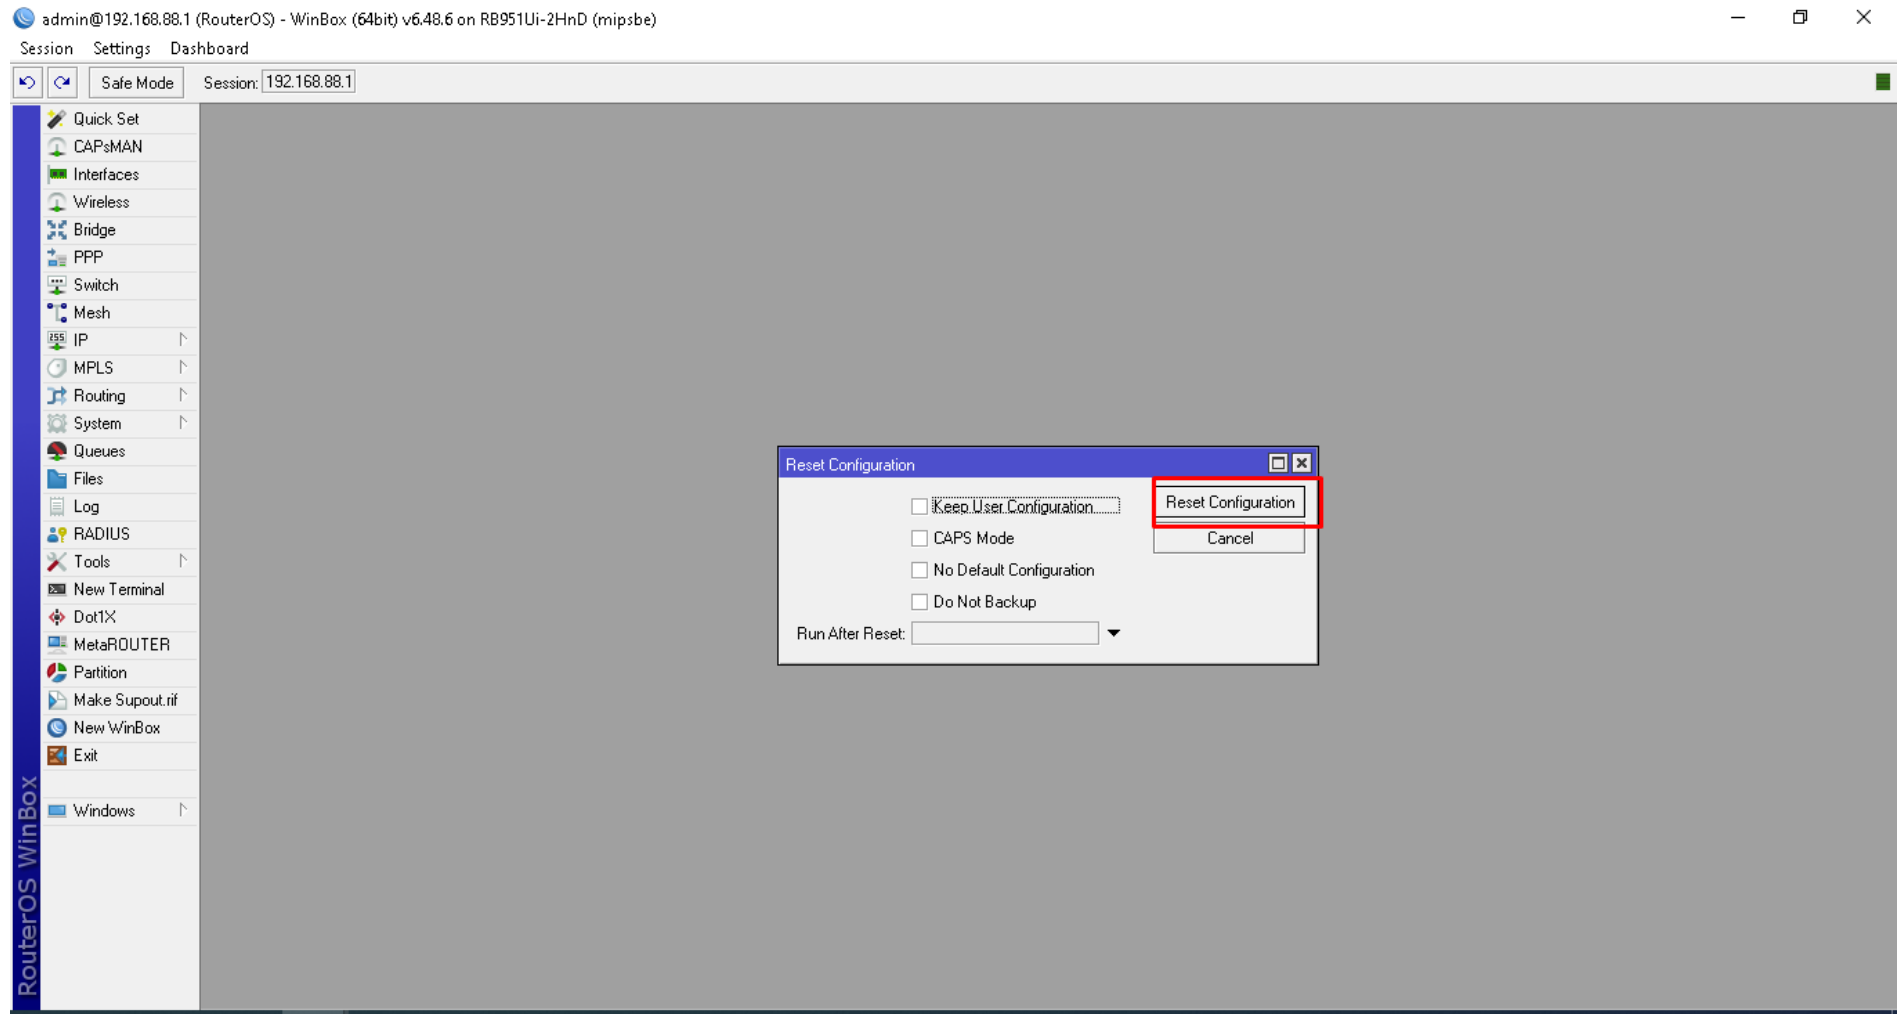 admin@192.168.88.1 (RouterOS) - WinBox (64bit) v6.48.6 on RB951Ui-2HnD (mipsbe)
Session Settings Dashboard
Safe Mode Session: 192.168.88.1
Quick Set
CAPsMAN
Interfaces
Wireless
Bridge
PPP
Switch
Mesh
255 IP
MPLS
Routing
System
Queues
Files
Log
RADIUS
Tools
New Terminal
Dot1X
MetaROUTER
Partition
Make Supout.rif
New WinBox
Exit
Windows
RouterOS WinBox
Reset Configuration
Keep User Configuration
CAPS Mode
No Default Configuration
Do Not Backup
Run After Reset:
Reset Configuration
Cancel